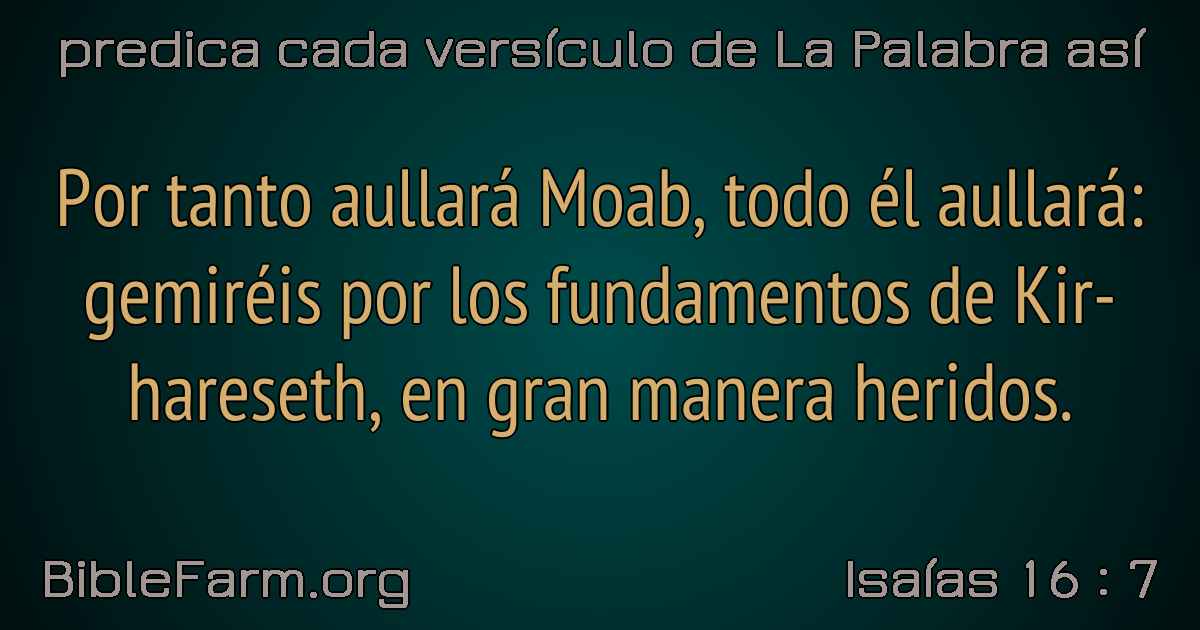 predica cada versículo de La Palabra así
Por tanto aullará Moab, todo él aullará:
gemiréis por los fundamentos de Kir-
hareseth, en gran manera heridos.
BibleFarm.org
Isaías 16 : 7